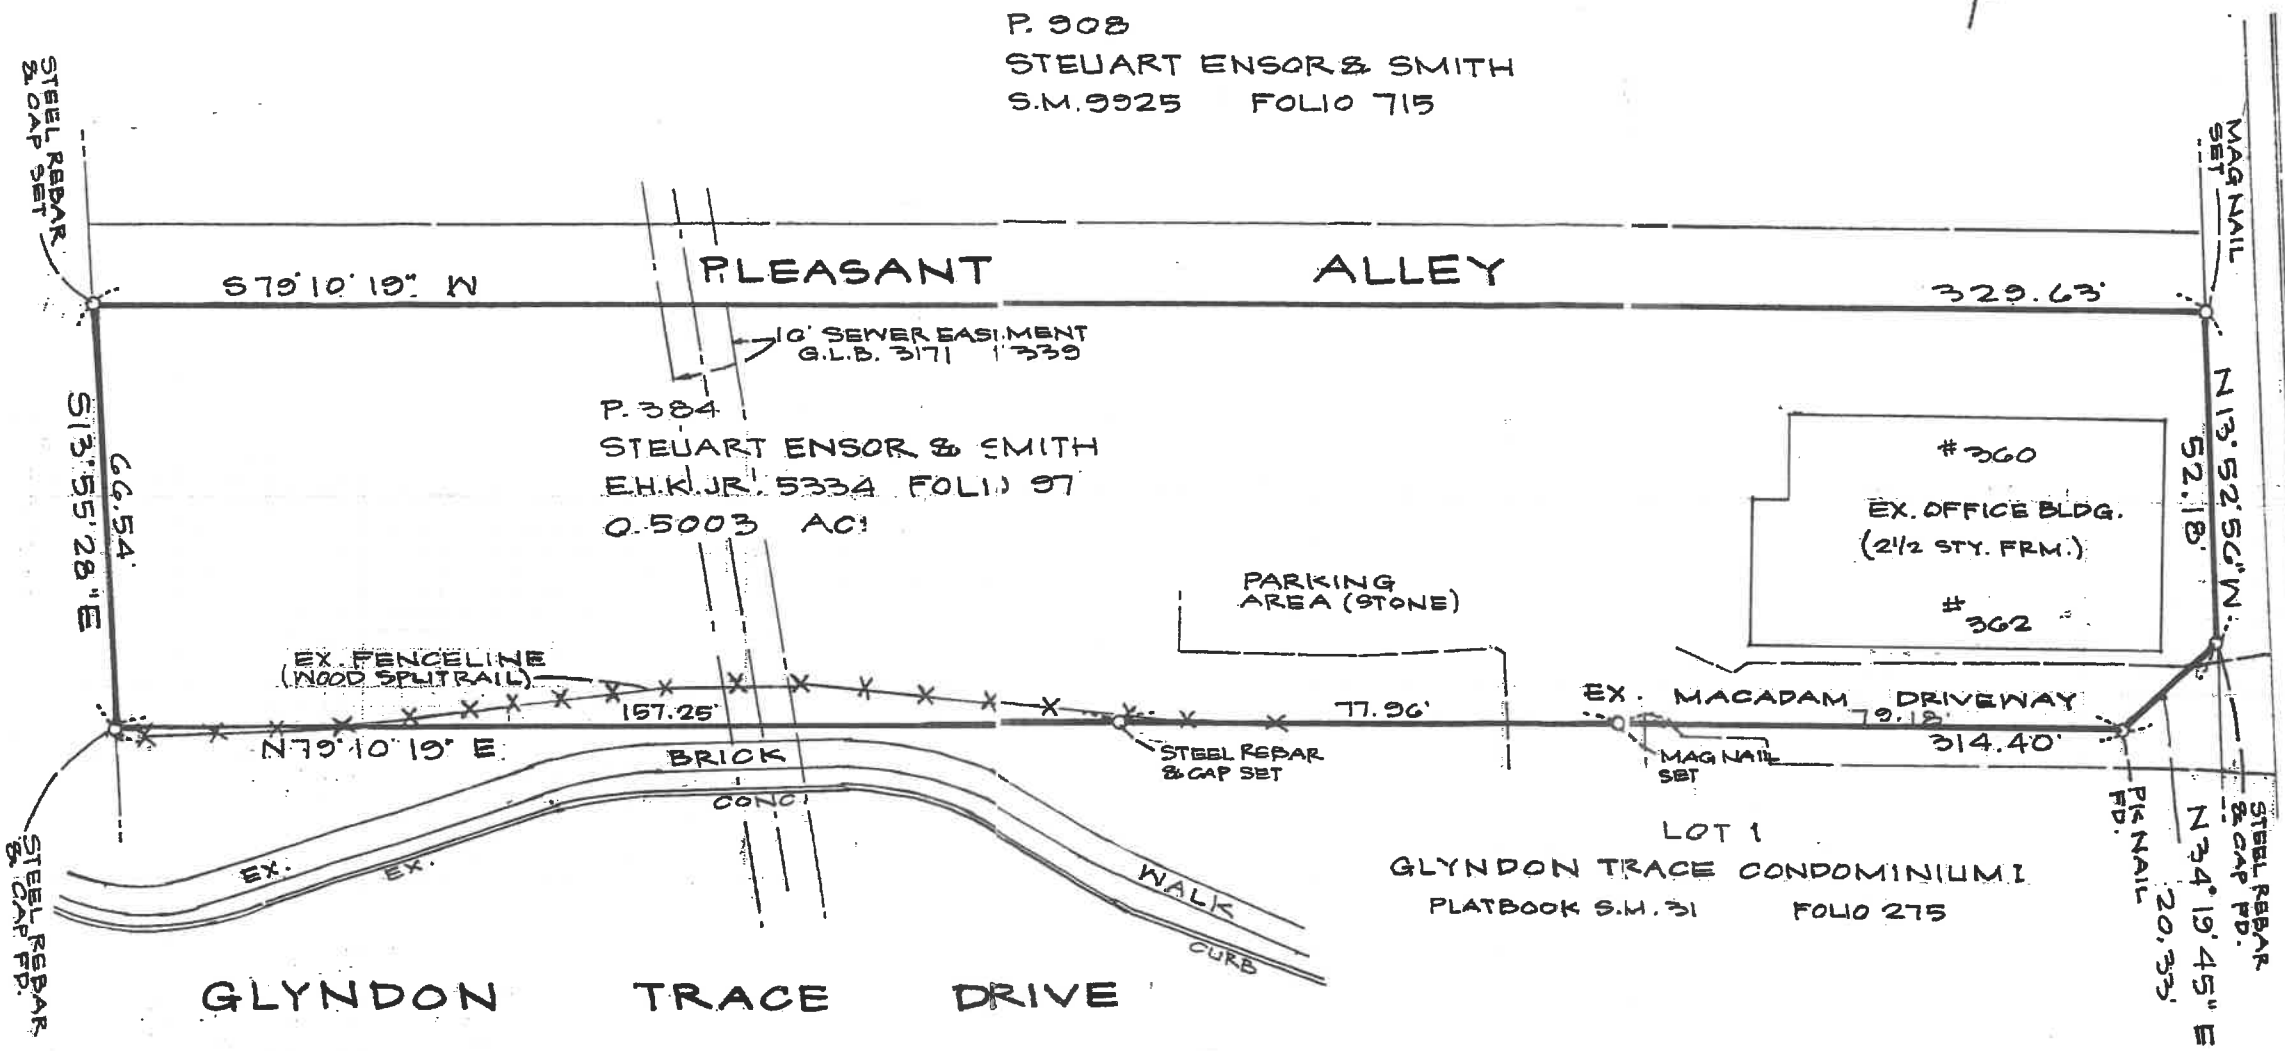 P. 908
STEUART ENSOR & SMITH
S.M. 9925 FOLIO 715
STEEL REBAR
& CAP SET
MAG NAIL
SET
PLEASANT ALLEY
S79°10'19" W
329.63'
10' SEWER EASEMENT
G.L.B. 3171 339
P. 384
STEUART ENSOR & SMITH
E.H.K. JR. 5334 FOLIO 97
0.5003 AC
S13°55'28"E
66.54'
N13°52'56"W
52.18'
#360
EX. OFFICE BLDG.
(2 1/2 STY. FRM.)
#362
PARKING
AREA (STONE)
EX. FENCELINE
(WOOD SPLITRAIL)
157.25'
77.96'
EX. MACADAM DRIVEWAY
79.18'
314.40'
N79°10'19" E
STEEL REBAR
& CAP SET
MAG NAIL
SET
BRICK
CONC.
EX.
EX.
WALK
CURB
LOT 1
GLYNDON TRACE CONDOMINIUM I
PLATBOOK S.M. 31 FOLIO 275
PK NAIL
FD.
20.33'
N34°19'45" E
STEEL REBAR
& CAP FD.
STEEL REBAR
& CAP FD.
GLYNDON TRACE DRIVE